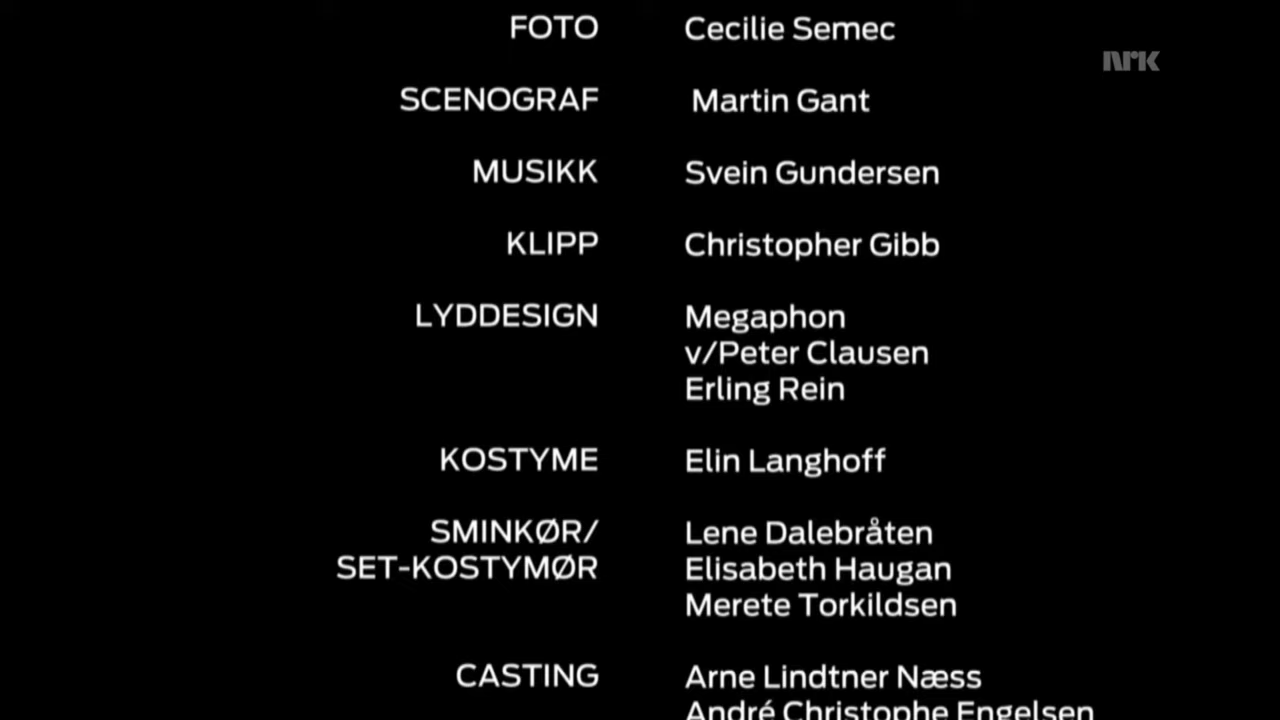 FOTO Cecilie Semec
nrk
SCENOGRAF Martin Gant
MUSIKK Svein Gundersen
KLIPP Christopher Gibb
LYDDESIGN Megaphon
v/Peter Clausen
Erling Rein
KOSTYME Elin Langhoff
SMINKØR/ Lene Dalebråten
SET-KOSTYMØR Elisabeth Haugan
Merete Torkildsen
CASTING Arne Lindtner Næss
André Christophe Engelsen